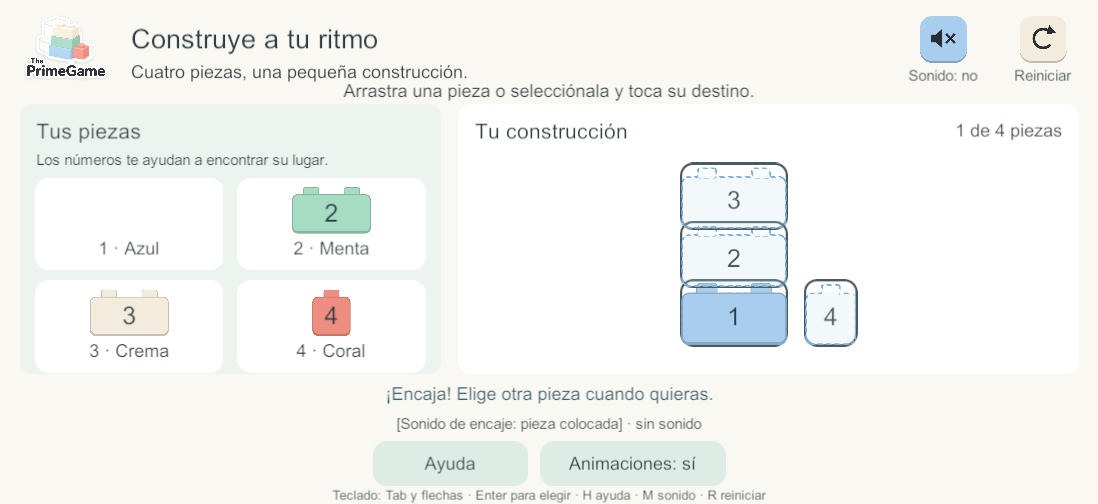 The
PrimeGame
Construye a tu ritmo
Cuatro piezas, una pequeña construcción.
Sonido: no
Reiniciar
Arrastra una pieza o selecciónala y toca su destino.
Tus piezas
Los números te ayudan a encontrar su lugar.
1 · Azul
2
2 · Menta
3
3 · Crema
4
4 · Coral
Tu construcción
1 de 4 piezas
3
2
1
4
¡Encaja! Elige otra pieza cuando quieras.
[Sonido de encaje: pieza colocada] · sin sonido
Ayuda
Animaciones: sí
Teclado: Tab y flechas · Enter para elegir · H ayuda · M sonido · R reiniciar